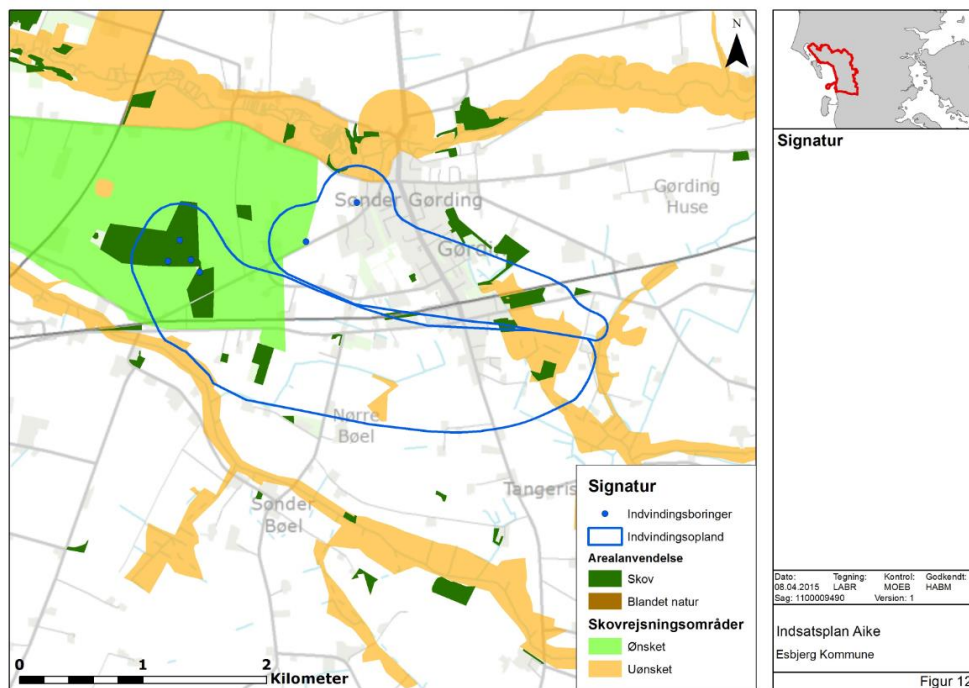 N
Sønder Gørding
Gørding
Huse
Gørdi
Nørre
Bøel
Sønder
Bøel
Tangeris
Signatur
Indvindingsboringer
Indvindingsopland
Arealanvendelse
Skov
Blandet natur
Skovrejsningsområder
Ønsket
Uønsket
0 1 2
Kilometer
Signatur
Dato: Tegning: Kontrol: Godkendt:
08.04.2015 LABR MOEB HABM
Sag: 1100009490 Version: 1
Indsatsplan Aike
Esbjerg Kommune
Figur 12